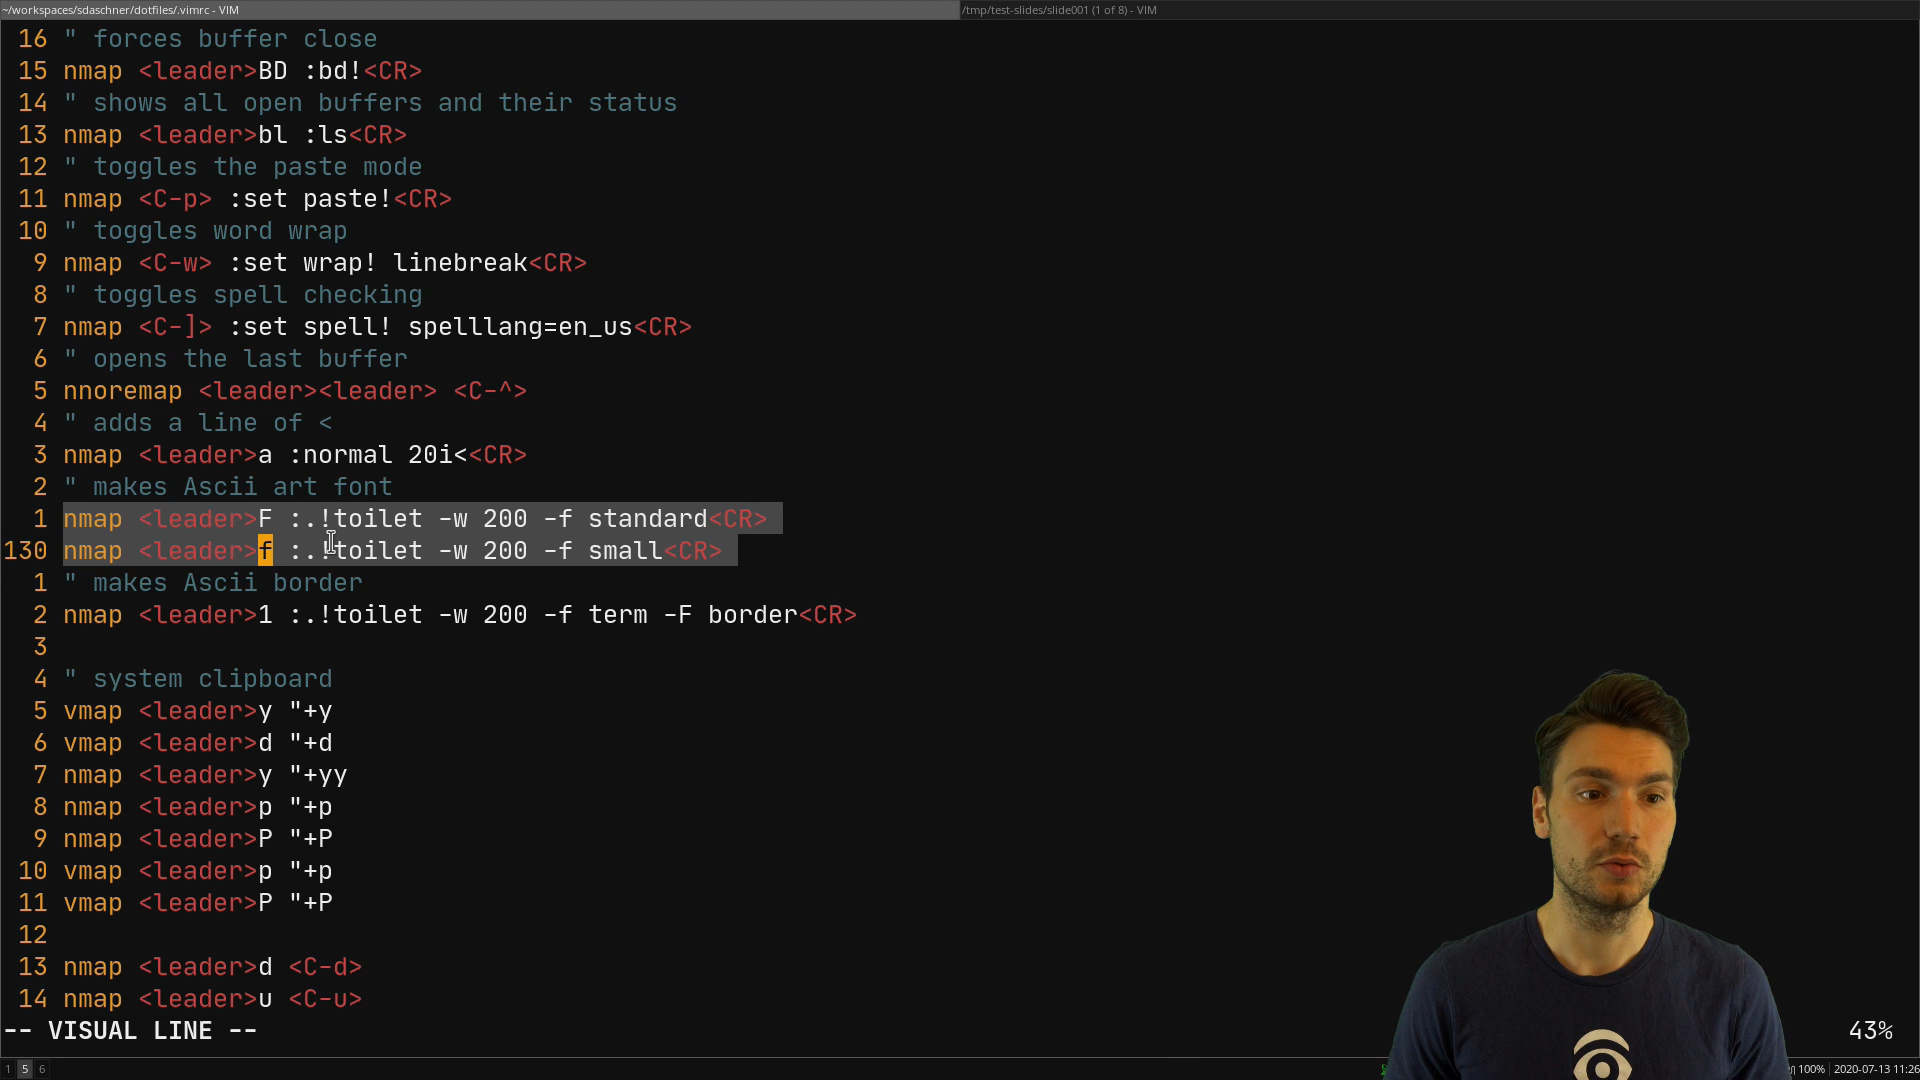 ~/workspaces/sdaschner/dotfiles/.vimrc - VIM
/tmp/test-slides/slide001 (1 of 8) - VIM
16 " forces buffer close
15 nmap <leader>BD :bd!<CR>
14 " shows all open buffers and their status
13 nmap <leader>bl :ls<CR>
12 " toggles the paste mode
11 nmap <C-p> :set paste!<CR>
10 " toggles word wrap
9 nmap <C-w> :set wrap! linebreak<CR>
8 " toggles spell checking
7 nmap <C-]> :set spell! spelllang=en_us<CR>
6 " opens the last buffer
5 nnoremap <leader><leader> <C-^>
4 " adds a line of <
3 nmap <leader>a :normal 20i<<CR>
2 " makes Ascii art font
1 nmap <leader>F :.!toilet -w 200 -f standard<CR>
130 nmap <leader>f :.!toilet -w 200 -f small<CR>
1 " makes Ascii border
2 nmap <leader>1 :.!toilet -w 200 -f term -F border<CR>
3
4 " system clipboard
5 vmap <leader>y "+y
6 vmap <leader>d "+d
7 nmap <leader>y "+yy
8 nmap <leader>p "+p
9 nmap <leader>P "+P
10 vmap <leader>p "+p
11 vmap <leader>P "+P
12
13 nmap <leader>d <C-d>
14 nmap <leader>u <C-u>
-- VISUAL LINE --
43%
1 5 6
100% 2020-07-13 11:26